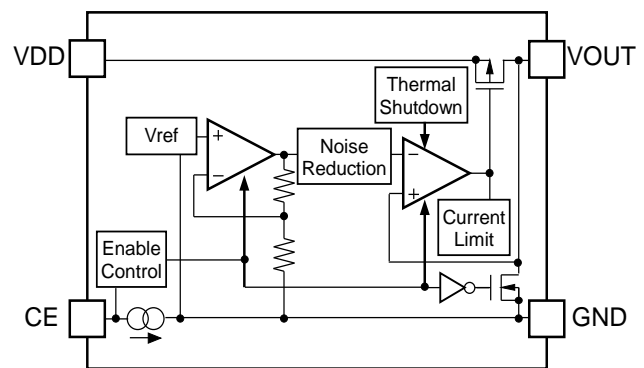 VDD
VOUT
Thermal
Shutdown
Vref
+
−
Noise
Reduction
−
+
Current
Limit
Enable
Control
CE
GND